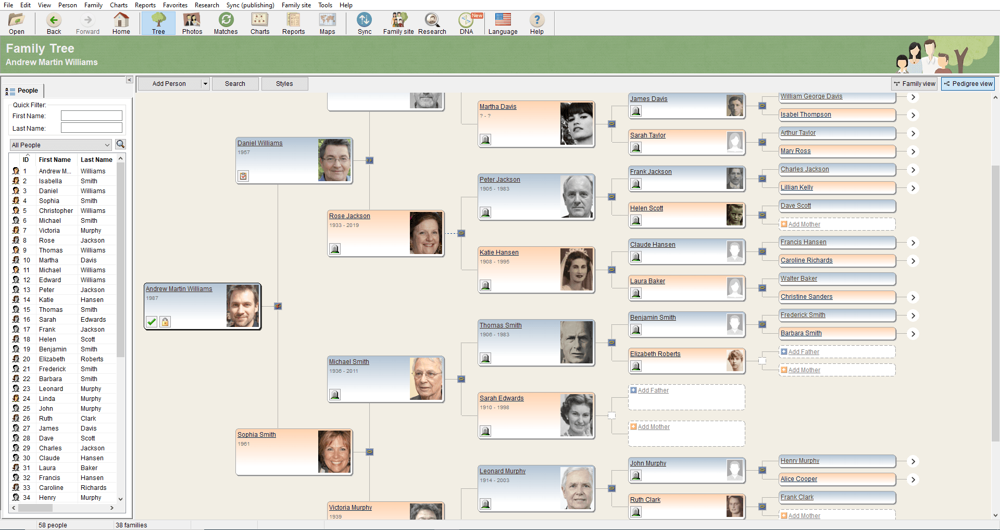 File Edit View Person Family Charts Reports Favorites Research Sync (publishing) Family site Tools Help
Open Back Forward Home Tree Photos Matches Charts Reports Maps Sync Family site Research DNA New Language Help
Family Tree
Andrew Martin Williams
People
Quick Filter:
First Name:
Last Name:
All People
ID First Name Last Name
1 Andrew M... Williams
2 Isabella Smith
3 Daniel Williams
4 Sophia Smith
5 Christopher Williams
6 Michael Smith
7 Victoria Murphy
8 Rose Jackson
9 Thomas Williams
10 Martha Davis
11 Michael Williams
12 Edward Williams
13 Peter Jackson
14 Katie Hansen
15 Thomas Smith
16 Sarah Edwards
17 Frank Jackson
18 Helen Scott
19 Benjamin Smith
20 Elizabeth Roberts
21 Frederick Smith
22 Barbara Smith
23 Leonard Murphy
24 Linda Murphy
25 John Murphy
26 Ruth Clark
27 James Davis
28 Dave Scott
29 Charles Jackson
30 Claude Hansen
31 Laura Baker
32 Francis Hansen
33 Caroline Richards
34 Henry Murphy
Add Person Search Styles Family view Pedigree view
Andrew Martin Williams
1987
Daniel Williams
1957
Sophia Smith
1961
Rose Jackson
1933 - 2019
Michael Smith
1936 - 2011
Victoria Murphy
1939
Martha Davis
? - ?
Peter Jackson
1905 - 1983
Katie Hansen
1908 - 1995
Thomas Smith
1906 - 1983
Sarah Edwards
1910 - 1998
Leonard Murphy
1914 - 2003
James Davis
Sarah Taylor
Frank Jackson
Helen Scott
Claude Hansen
Laura Baker
Benjamin Smith
Elizabeth Roberts
Add Father
Add Mother
John Murphy
Ruth Clark
William George Davis
Isabel Thompson
Arthur Taylor
Mary Ross
Charles Jackson
Lillian Kelly
Dave Scott
Add Mother
Francis Hansen
Caroline Richards
Walter Baker
Christine Sanders
Frederick Smith
Barbara Smith
Add Father
Add Mother
Henry Murphy
Alice Cooper
Frank Clark
Add Mother
58 people 38 families